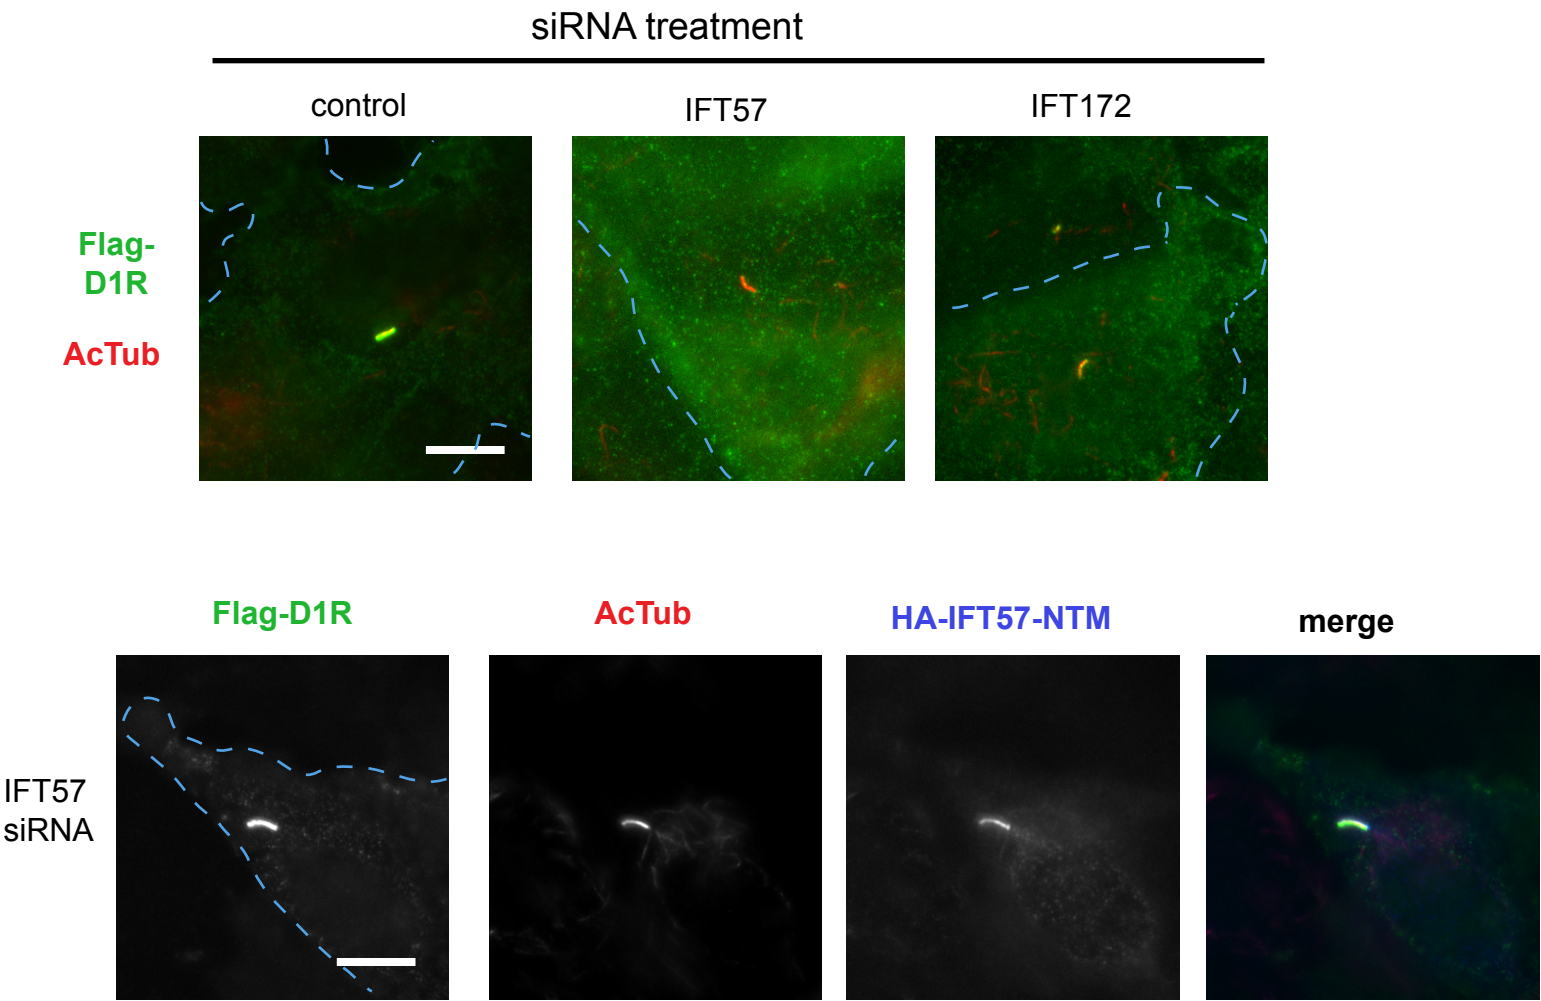 siRNA treatment
control
IFT57
IFT172
Flag-
D1R
AcTub
Flag-D1R
AcTub
HA-IFT57-NTM
merge
IFT57
siRNA